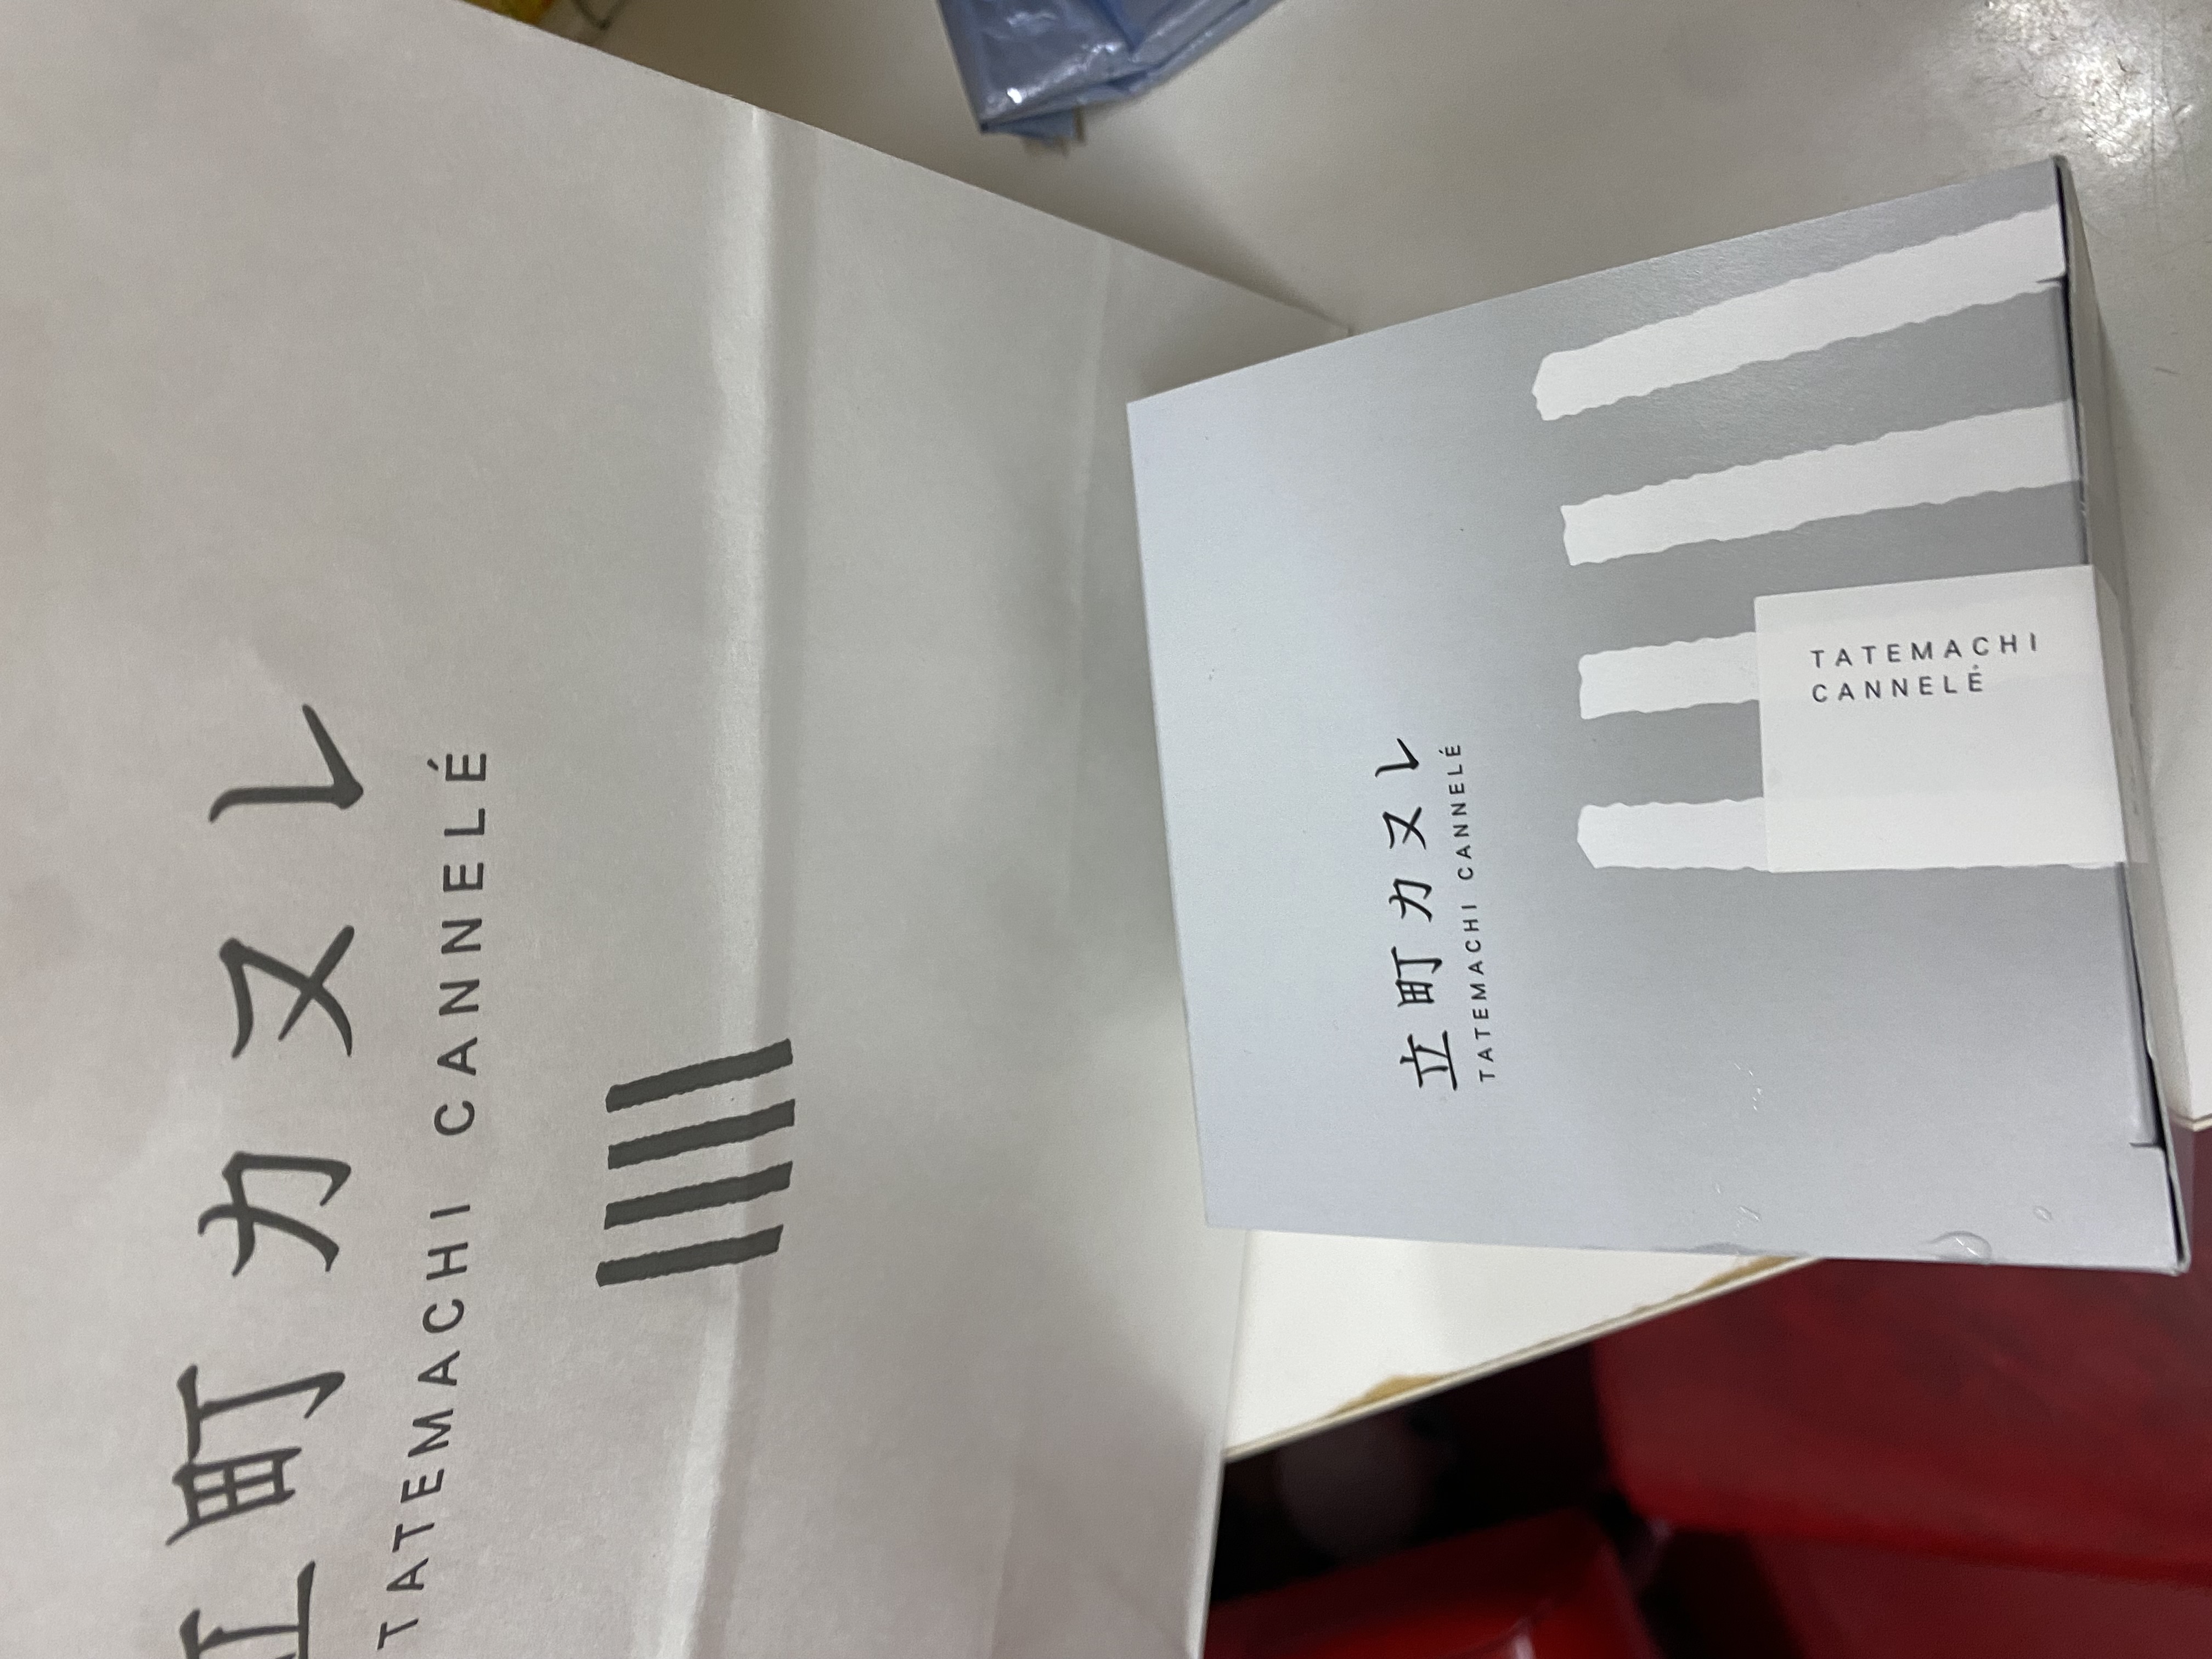 立町カヌレ
TATEMACHI CANNELÉ
立町カヌレ
TATEMACHI CANNELÉ
TATEMACHI
CANNELÉ